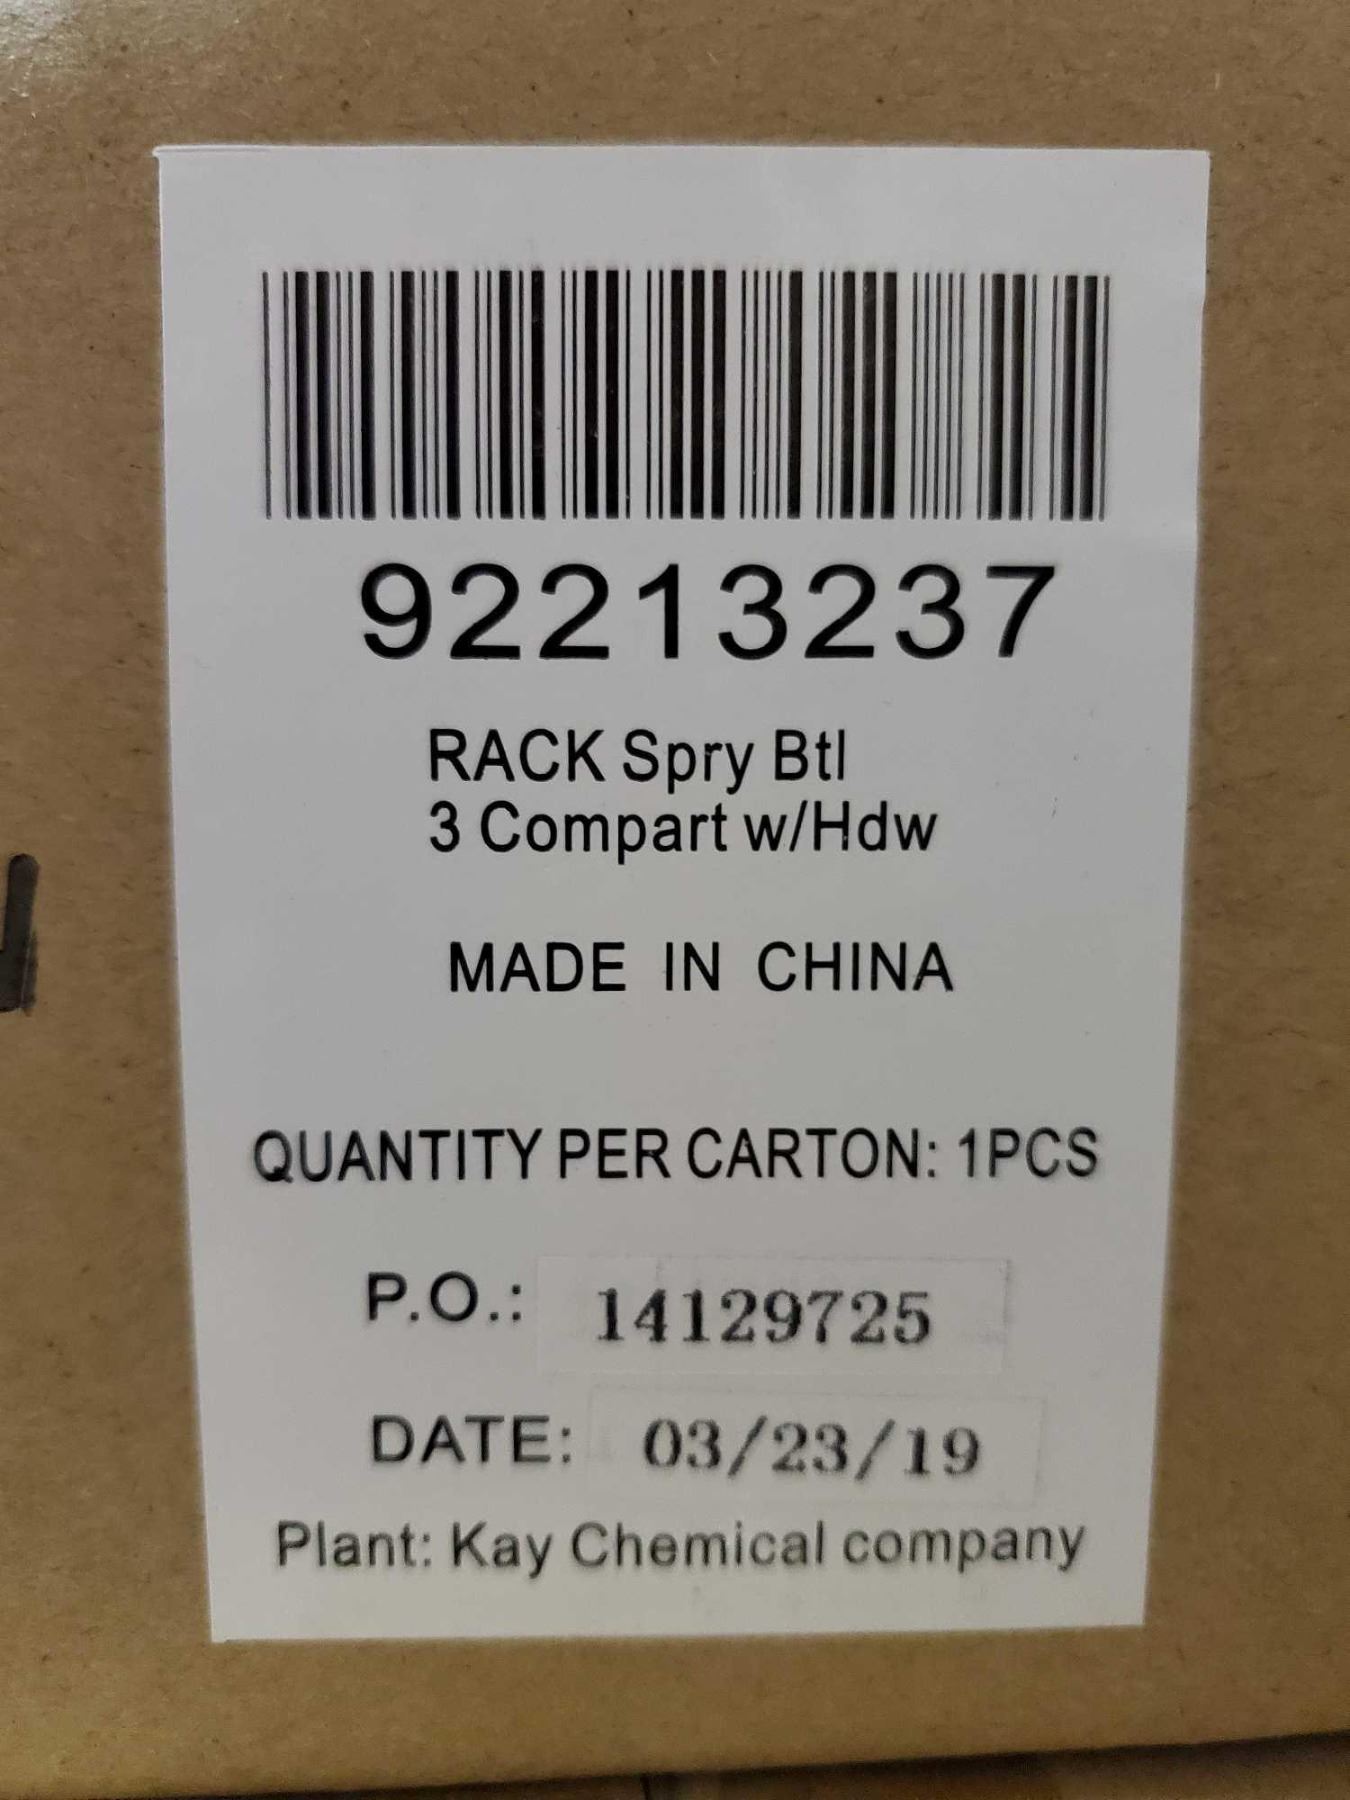 92213237
RACK Spry Btl
3 Compart w/Hdw
MADE IN CHINA
QUANTITY PER CARTON: 1PCS
P.O.: 14129725
DATE: 03/23/19
Plant: Kay Chemical company